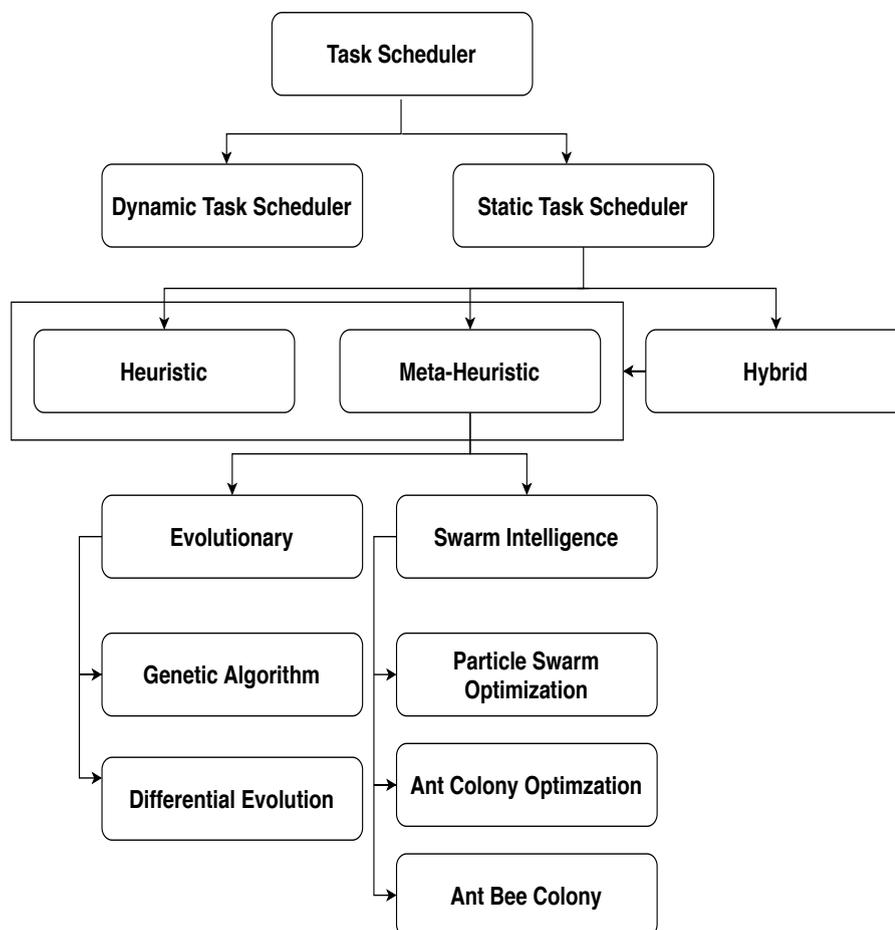 Task Scheduler
Dynamic Task Scheduler
Static Task Scheduler
Heuristic
Meta-Heuristic
Hybrid
Evolutionary
Swarm Intelligence
Genetic Algorithm
Particle Swarm
Optimization
Differential Evolution
Ant Colony Optimzation
Ant Bee Colony